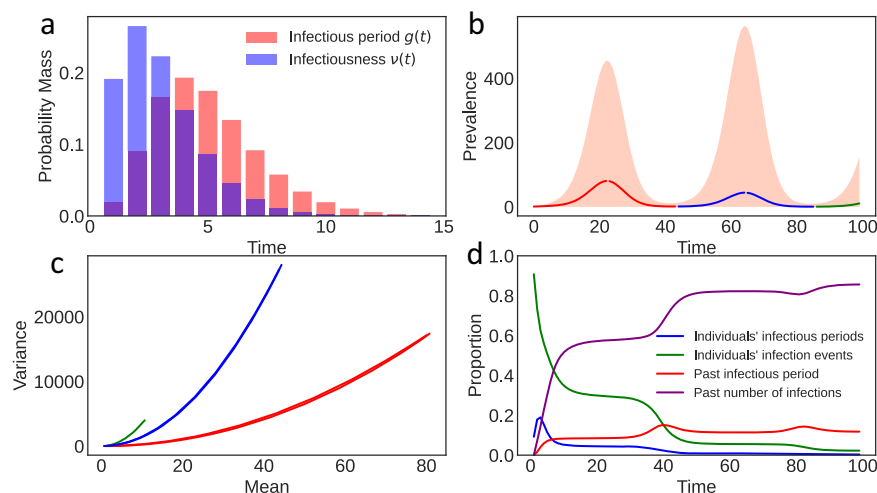 a
Infectious period g(t)
Infectiousness ν(t)
Probability Mass
0.2
0.1
0.0
5
10
15
Time
b
Prevalence
400
200
0
0
20
40
60
80
100
Time
c
Variance
20000
10000
0
0
20
40
60
80
Mean
d
Proportion
1.0
0.8
0.6
0.4
0.2
0.0
Individuals' infectious periods
Individuals' infection events
Past infectious period
Past number of infections
0
20
40
60
80
100
Time